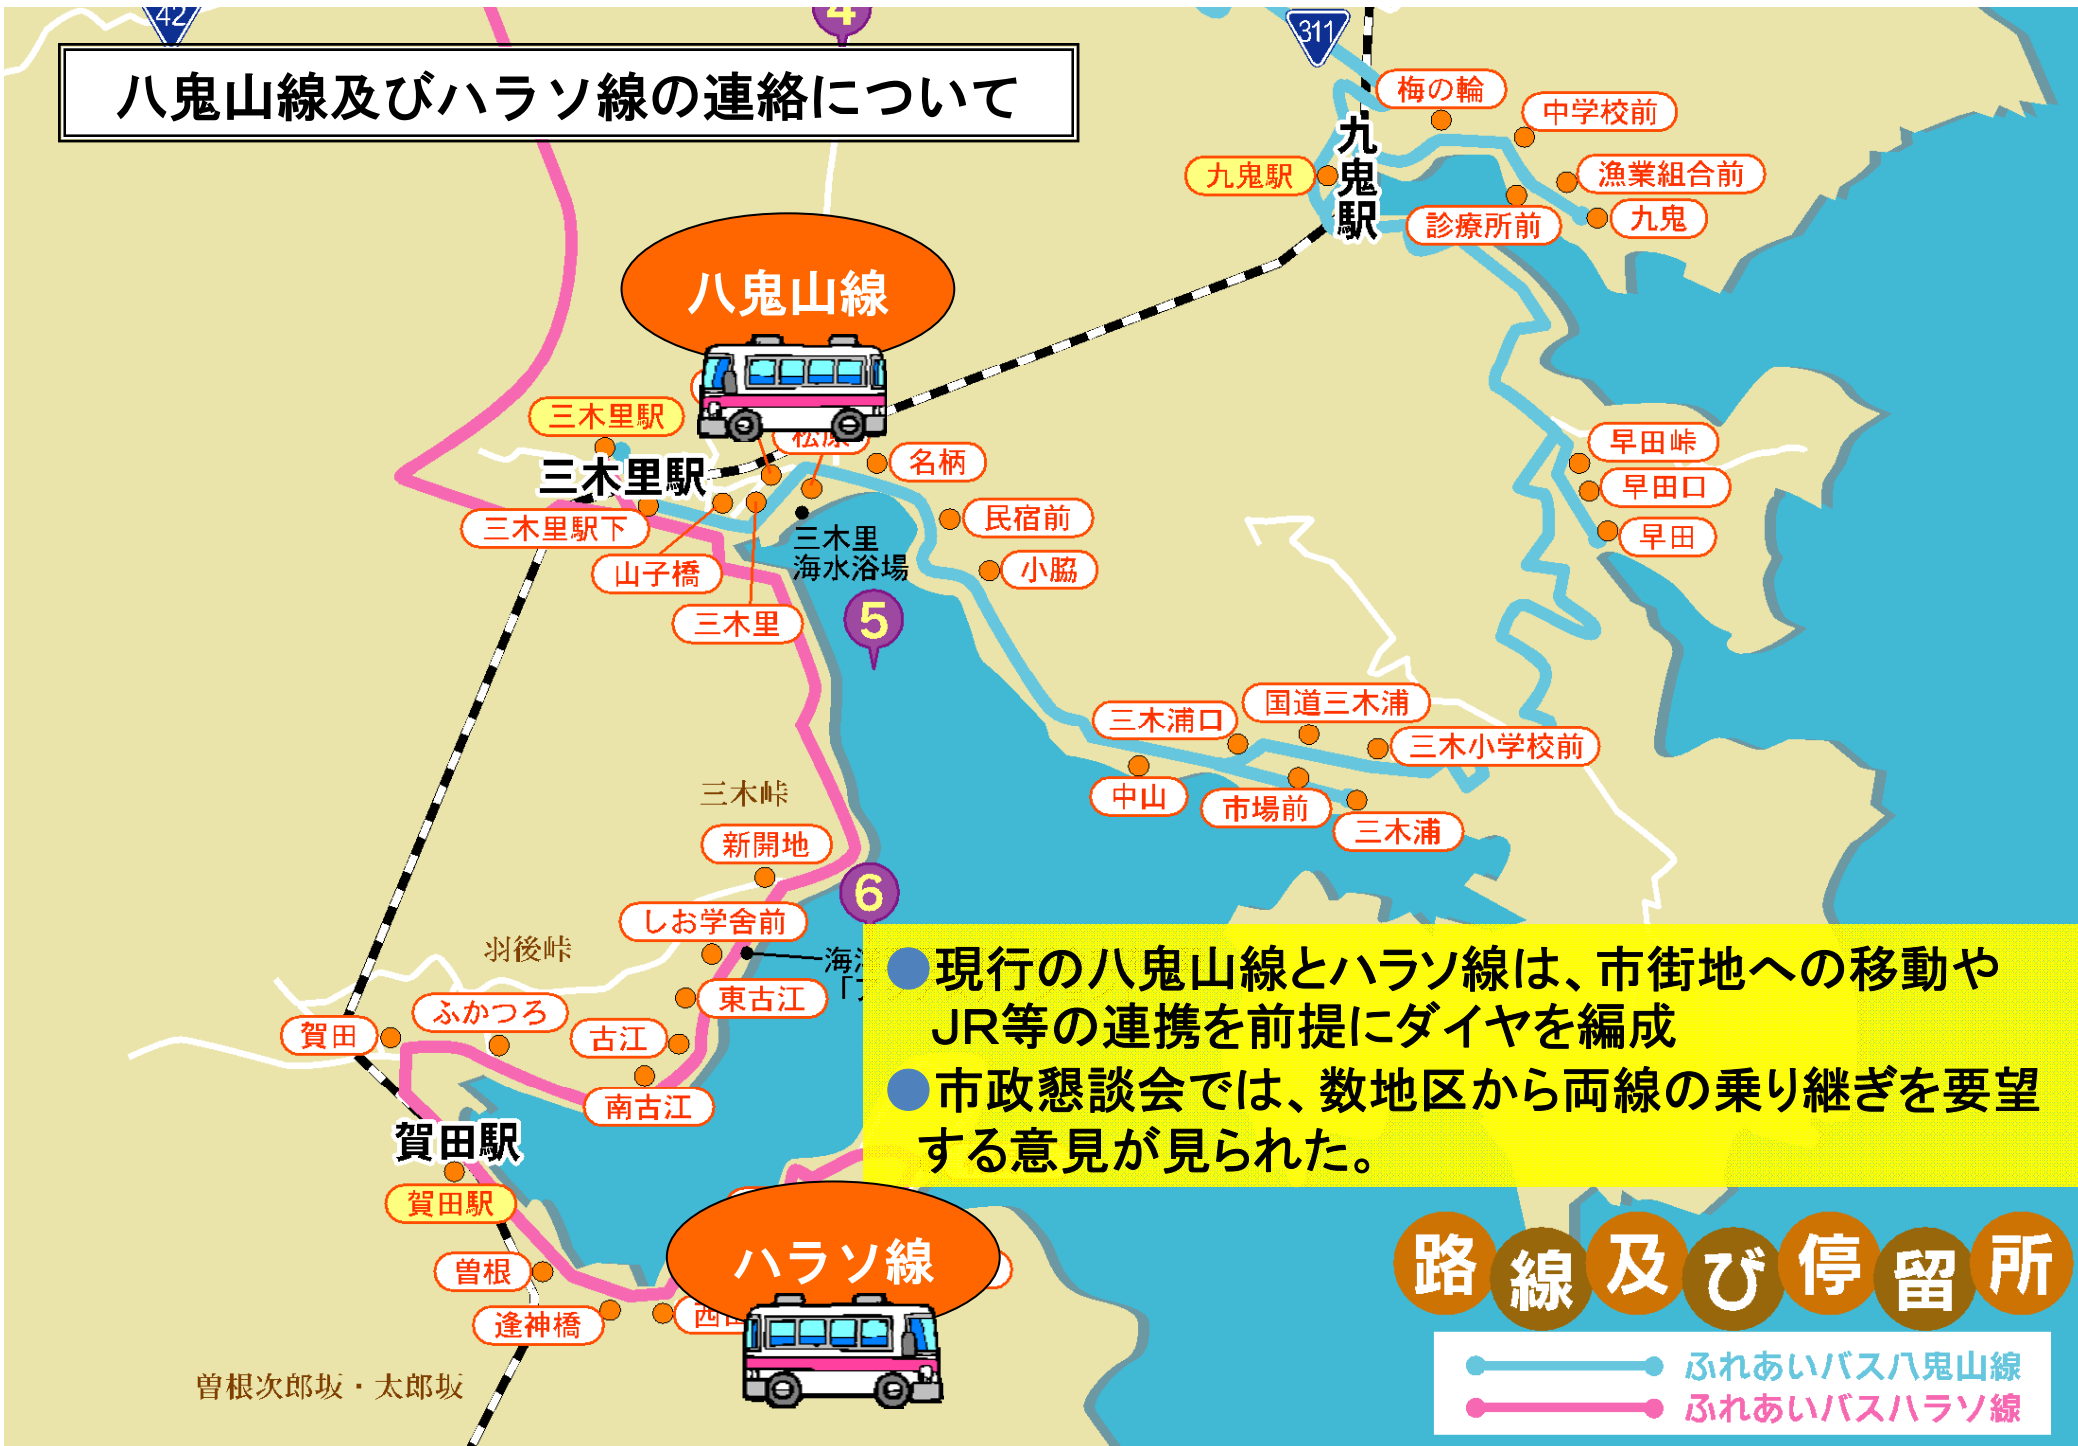 42
4
311
八鬼山線及びハラソ線の連絡について
梅の輪
中学校前
九鬼駅
九鬼駅
漁業組合前
診療所前
九鬼
八鬼山線
三木里駅
松原
名柄
三木里駅
早田峠
早田口
早田
三木里駅下
民宿前
三木里
海水浴場
小脇
山子橋
三木里
5
三木浦口
国道三木浦
三木小学校前
中山
市場前
三木浦
三木峠
新開地
6
しお学舎前
羽後峠
東古江
ふかつろ
賀田
古江
南古江
賀田駅
賀田駅
●現行の八鬼山線とハラソ線は、市街地への移動や
JR等の連携を前提にダイヤを編成
●市政懇談会では、数地区から両線の乗り継ぎを要望
する意見が見られた。
曽根
逢神橋
ハラソ線
曽根次郎坂・太郎坂
路線及び停留所
ふれあいバス八鬼山線
ふれあいバスハラソ線